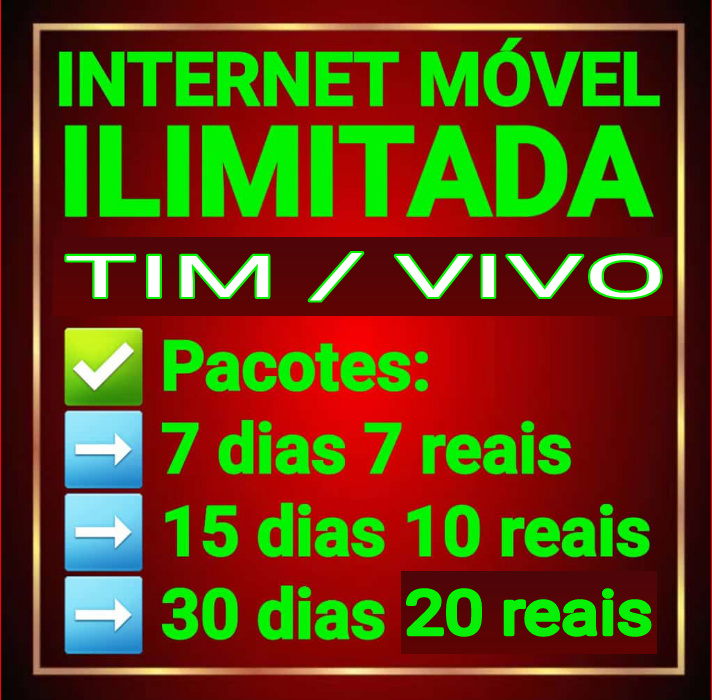 INTERNET MÓVEL
ILIMITADA
TIM / VIVO
Pacotes:
7 dias 7 reais
15 dias 10 reais
30 dias 20 reais